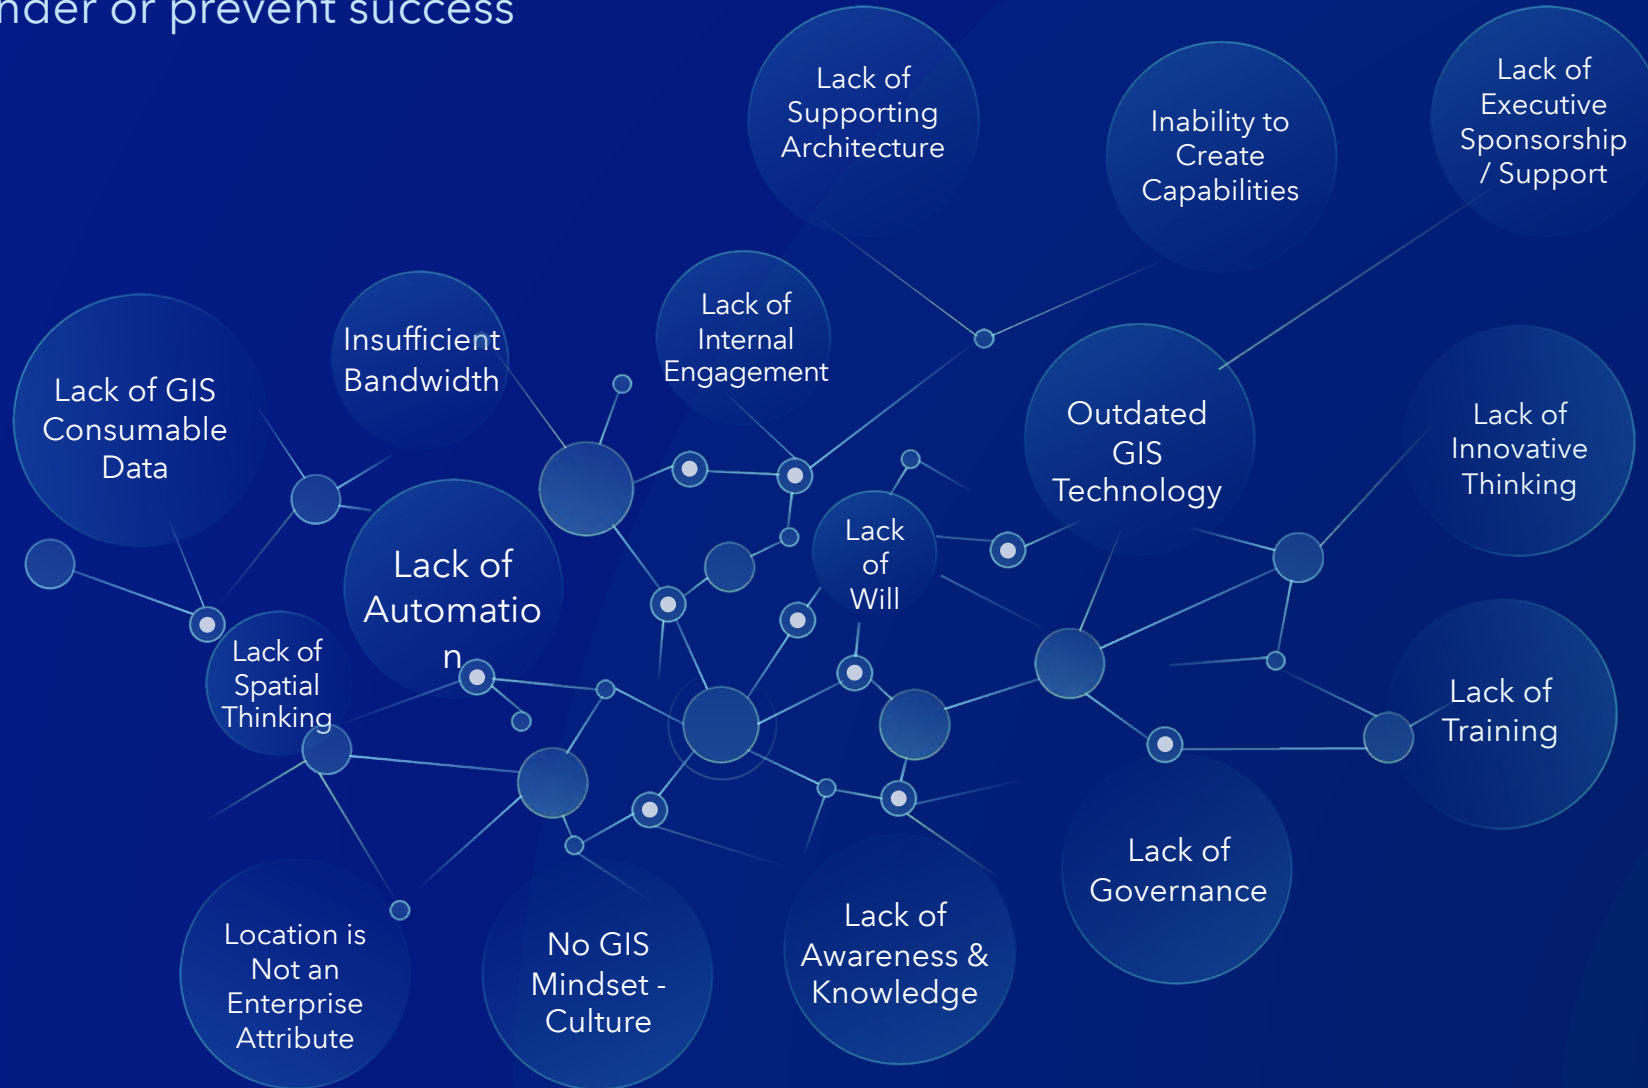 or prevent success
Lack of
Supporting
Architecture
Inability to
Create
Capabilities
Lack of
Executive
Sponsorship
/ Support
Insufficient
Bandwidth
Lack of
Internal
Engagement
Lack of GIS
Consumable
Data
Outdated
GIS
Technology
Lack of
Innovative
Thinking
Lack of
Automatio
n
Lack
of
Will
Lack of
Spatial
Thinking
Lack of
Training
Lack of
Governance
Location is
Not an
Enterprise
Attribute
No GIS
Mindset -
Culture
Lack of
Awareness &
Knowledge